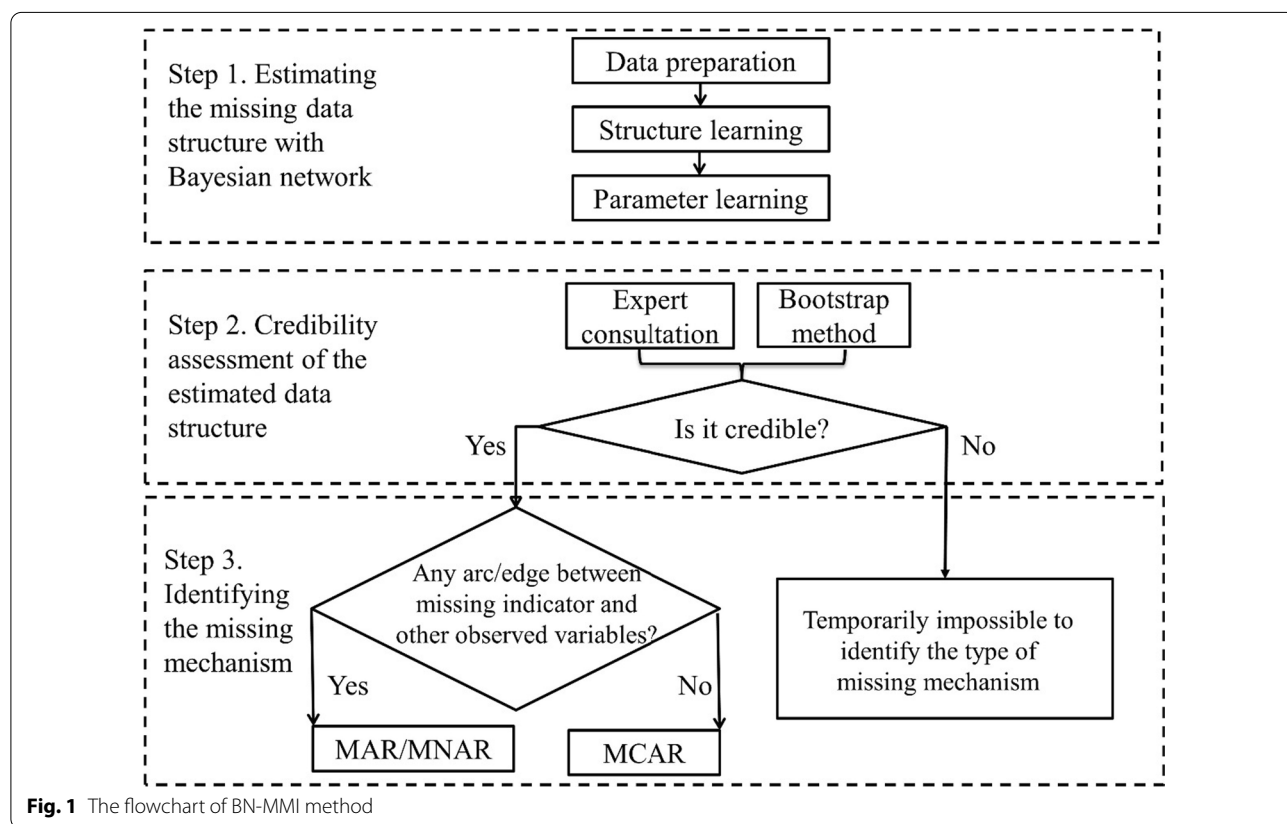 Step 1. Estimating
the missing data
structure with
Bayesian network
Data preparation
Structure learning
Parameter learning
Step 2. Credibility
assessment of the
estimated data
structure
Expert
consultation
Bootstrap
method
Is it credible?
Yes
No
Step 3.
Identifying
the missing
mechanism
Any arc/edge between
missing indicator and
other observed variables?
Yes
No
MAR/MNAR
MCAR
Temporarily impossible to
identify the type of
missing mechanism
Fig. 1 The flowchart of BN-MMI method